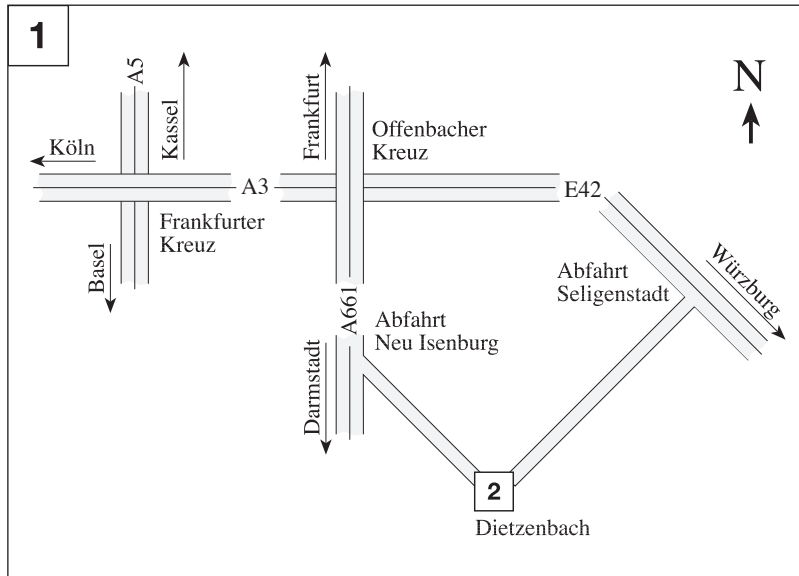 1
A5
Kassel
Frankfurt
N
Köln
Offenbacher
Kreuz
A3
E42
Frankfurter
Kreuz
Basel
Würzburg
Abfahrt
Seligenstadt
A661
Abfahrt
Neu Isenburg
Darmstadt
2
Dietzenbach